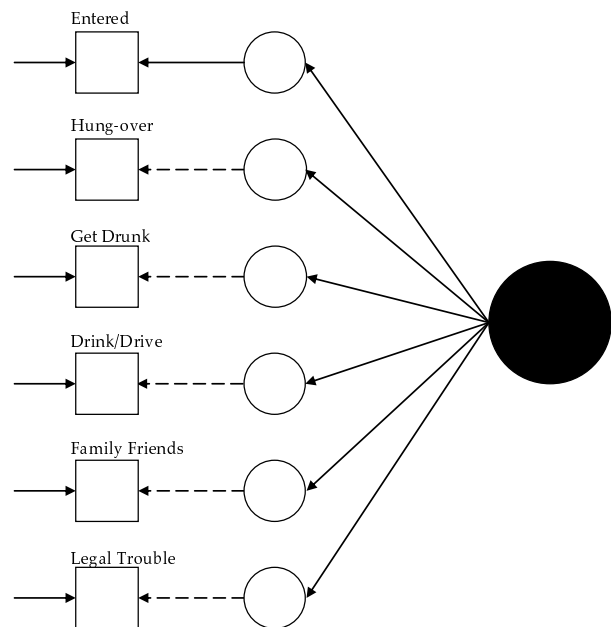 Entered
Hung-over
Get Drunk
Drink/Drive
Family Friends
Legal Trouble